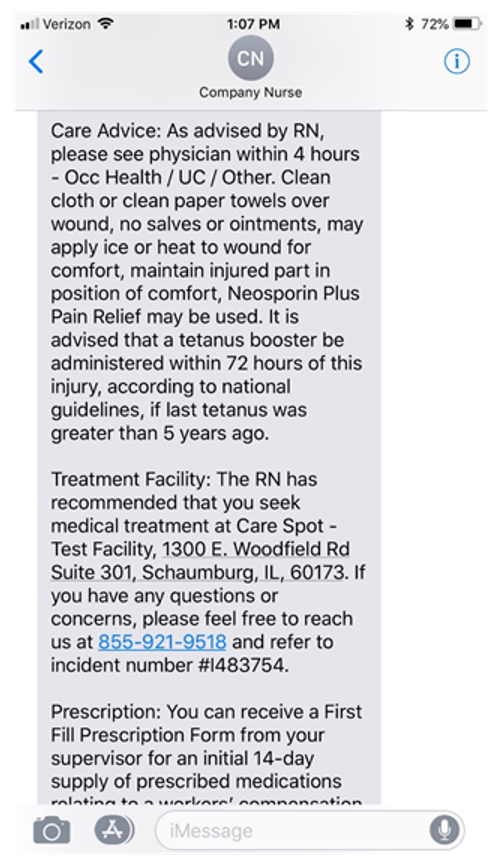 Verizon 1:07 PM 72%
CN
Company Nurse
Care Advice: As advised by RN,
please see physician within 4 hours
- Occ Health / UC / Other. Clean
cloth or clean paper towels over
wound, no salves or ointments, may
apply ice or heat to wound for
comfort, maintain injured part in
position of comfort, Neosporin Plus
Pain Relief may be used. It is
advised that a tetanus booster be
administered within 72 hours of this
injury, according to national
guidelines, if last tetanus was
greater than 5 years ago.
Treatment Facility: The RN has
recommended that you seek
medical treatment at Care Spot -
Test Facility, 1300 E. Woodfield Rd
Suite 301, Schaumburg, IL, 60173. If
you have any questions or
concerns, please feel free to reach
us at 855-921-9518 and refer to
incident number #I483754.
Prescription: You can receive a First
Fill Prescription Form from your
supervisor for an initial 14-day
supply of prescribed medications
relating to a workers' compensation
iMessage